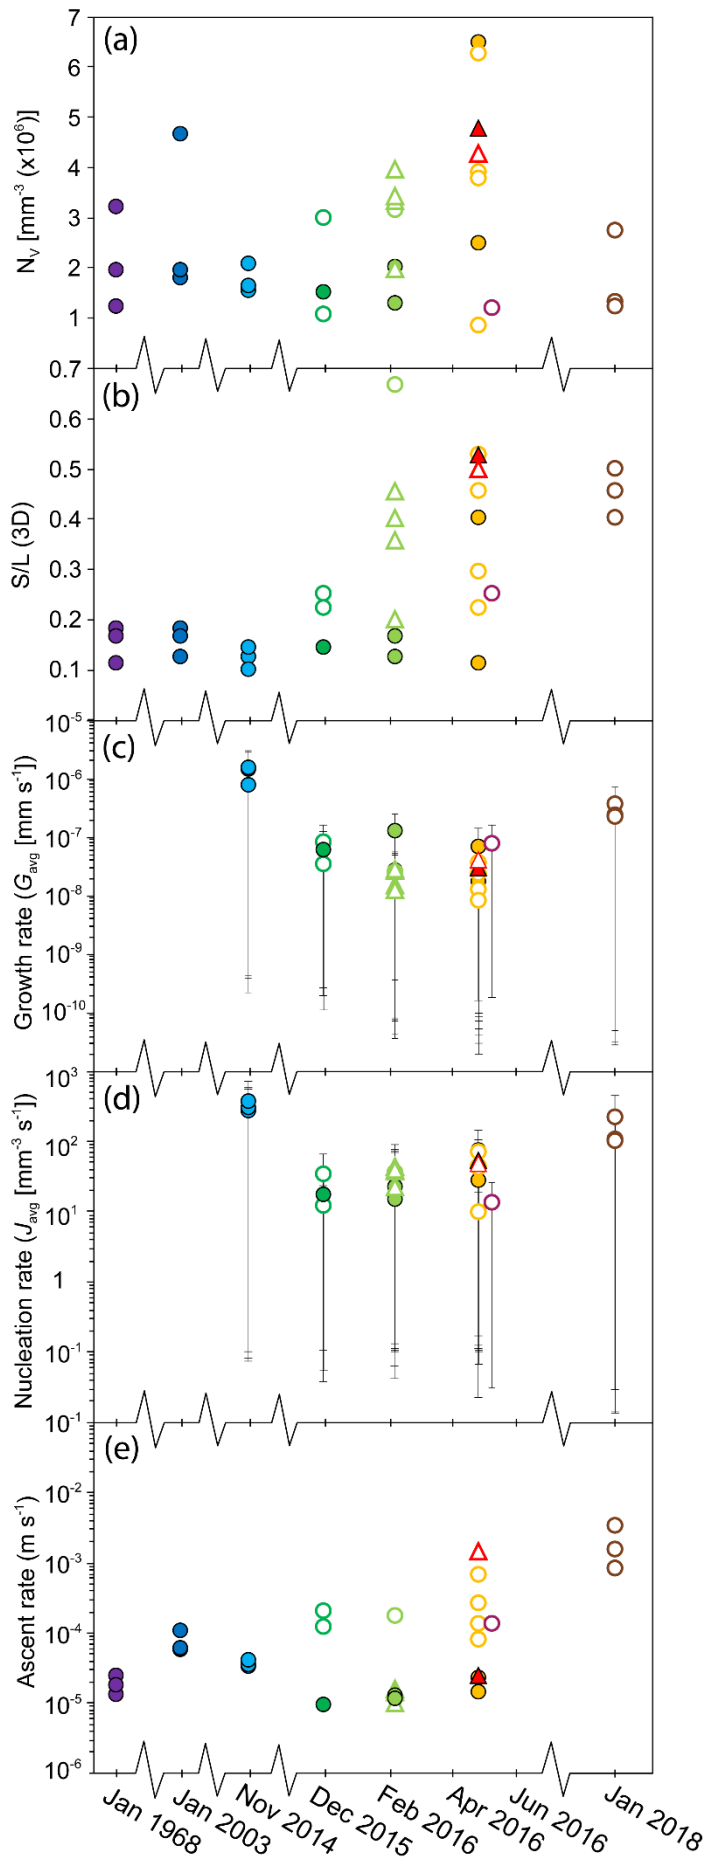 (a)
N_V [mm⁻³ (x10⁶)]
7
6
5
4
3
2
1
(b)
S/L (3D)
0.7
0.6
0.5
0.4
0.3
0.2
0.1
(c)
Growth rate (G_avg [mm s⁻¹])
10⁻⁵
10⁻⁶
10⁻⁷
10⁻⁸
10⁻⁹
10⁻¹⁰
(d)
Nucleation rate (J_avg [mm⁻³ s⁻¹])
10³
10²
10¹
1
10⁻¹
10⁻¹
(e)
Ascent rate (m s⁻¹)
10⁻²
10⁻³
10⁻⁴
10⁻⁵
10⁻⁶
Jan 1968
Jan 2003
Nov 2014
Dec 2015
Feb 2016
Apr 2016
Jun 2016
Jan 2018